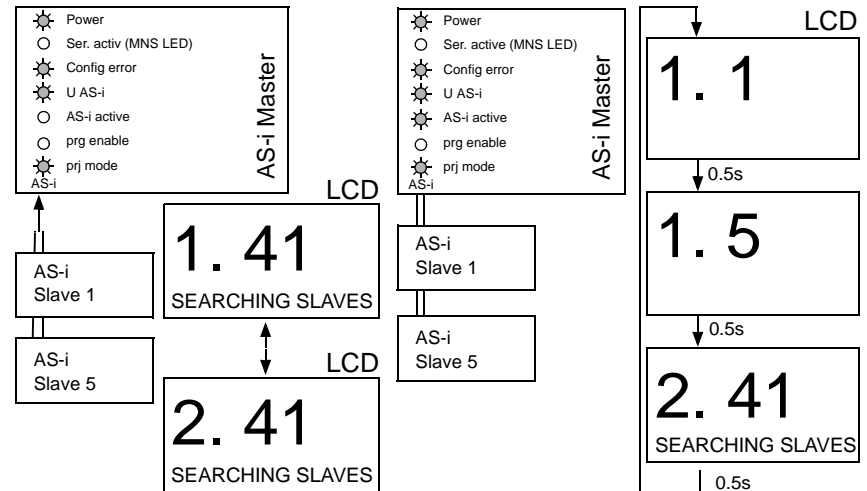 Power
Ser. activ (MNS LED)
Config error
U AS-i
AS-i active
prg enable
prj mode
AS-i
AS-i Master
AS-i
Slave 1
AS-i
Slave 5
LCD
1. 41
SEARCHING SLAVES
LCD
2. 41
SEARCHING SLAVES
Power
Ser. active (MNS LED)
Config error
U AS-i
AS-i active
prg enable
prj mode
AS-i
AS-i Master
AS-i
Slave 1
AS-i
Slave 5
LCD
1. 1
0.5s
1. 5
0.5s
2. 41
SEARCHING SLAVES
0.5s